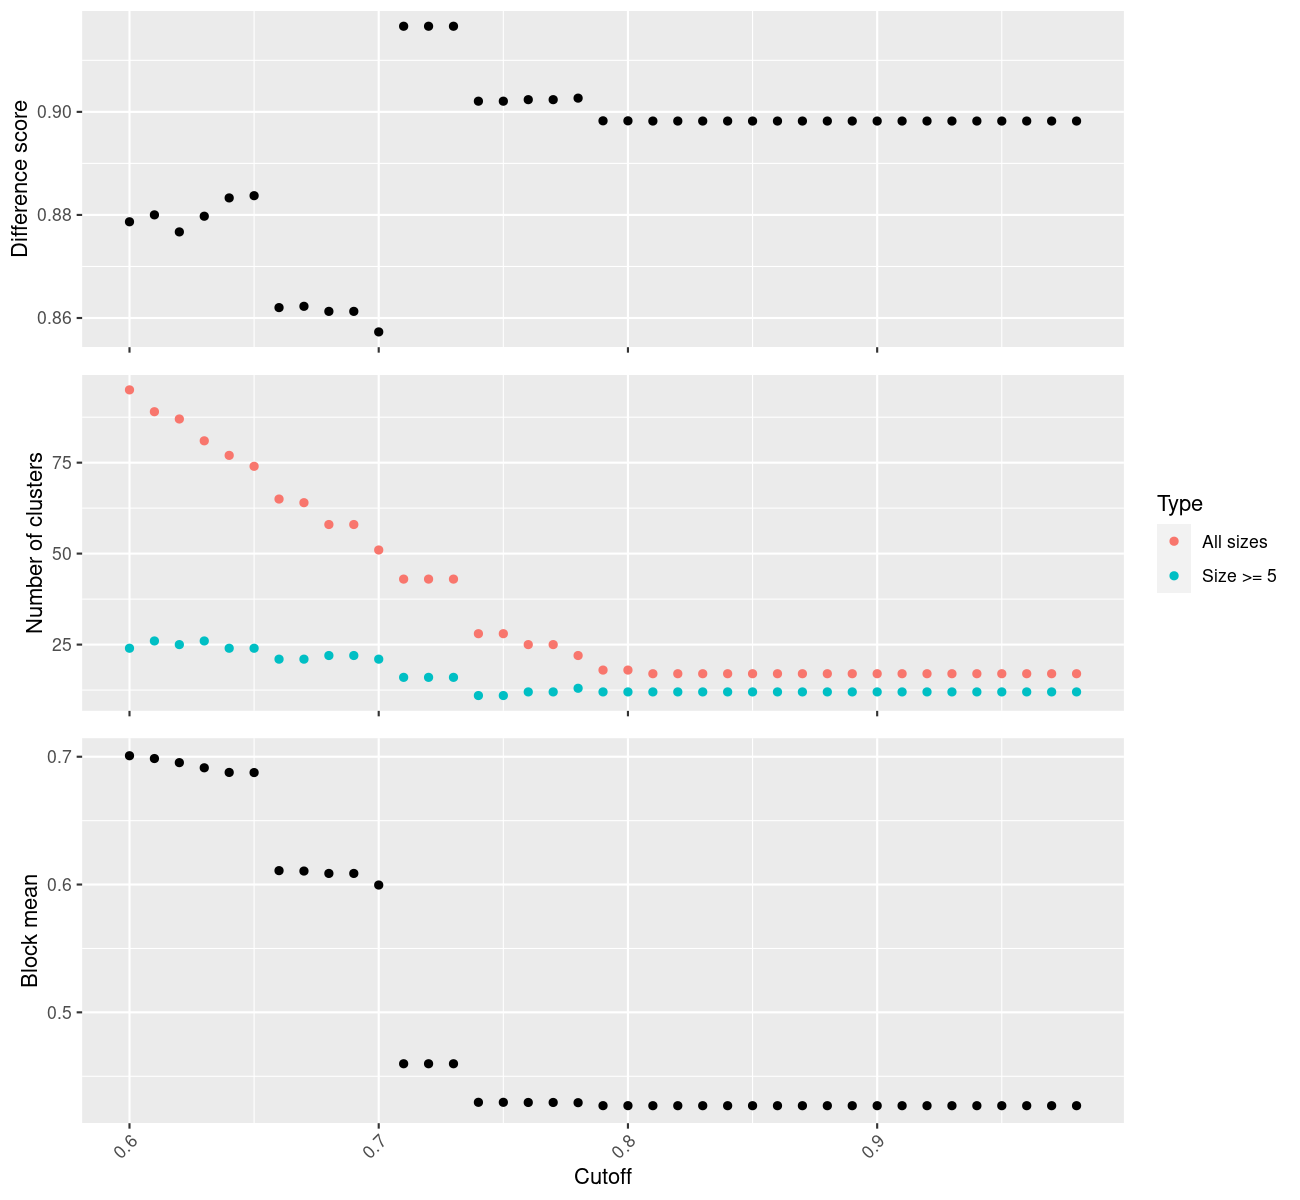 Difference score
0.90
0.88
0.86
Number of clusters
75
50
25
Type
All sizes
Size >= 5
Block mean
0.7
0.6
0.5
0.6
0.7
0.8
0.9
Cutoff